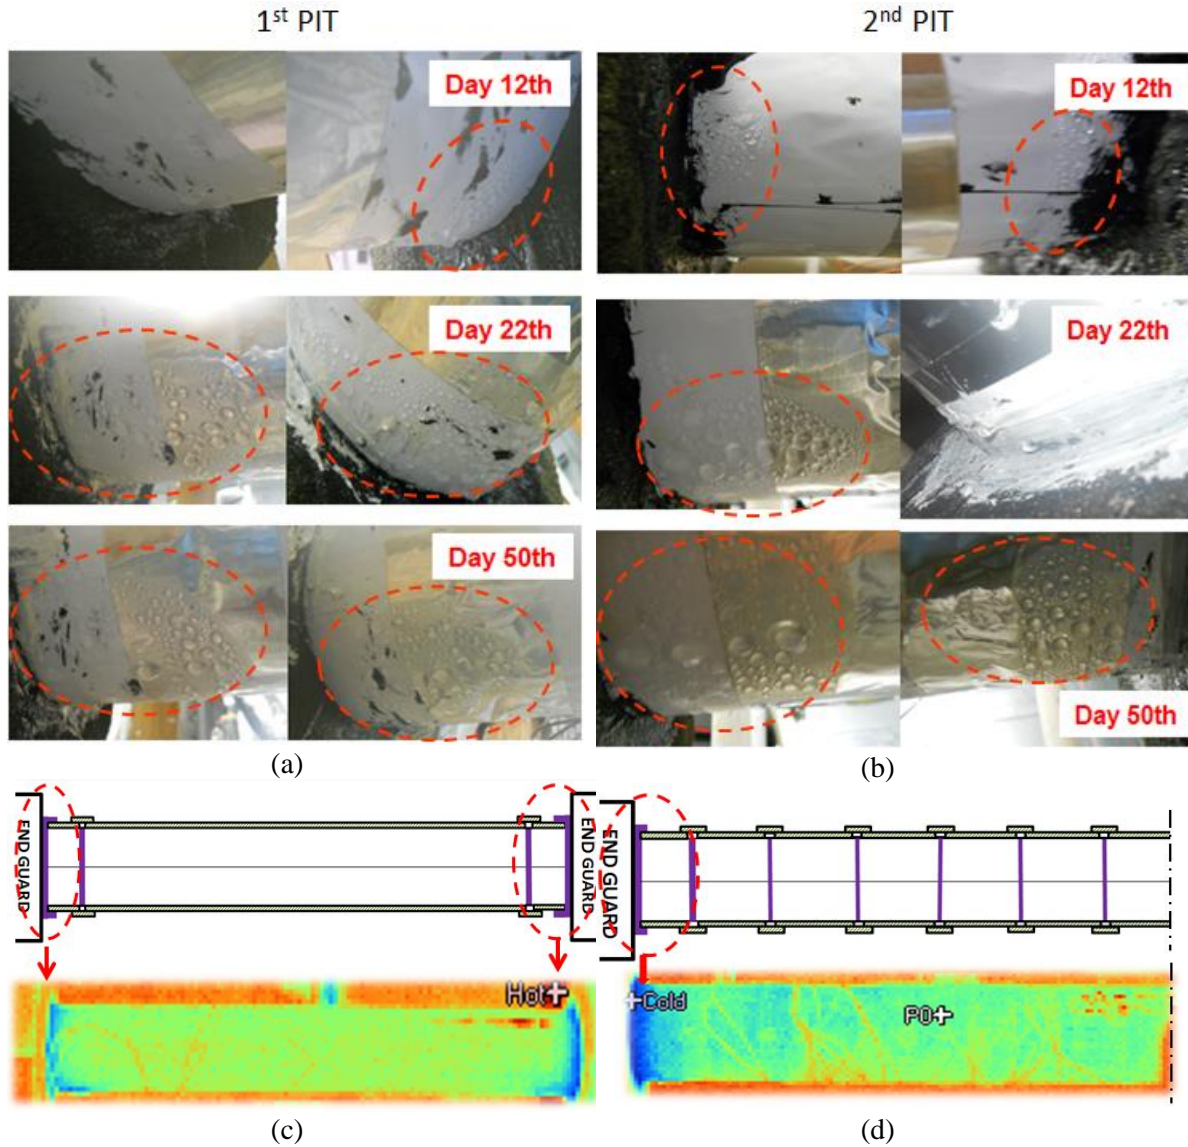 1st PIT
2nd PIT
Day 12th
Day 12th
Day 22th
Day 22th
Day 50th
Day 50th
(a)
(b)
END GUARD
END GUARD
END GUARD
Hot
Cold
P0
(c)
(d)